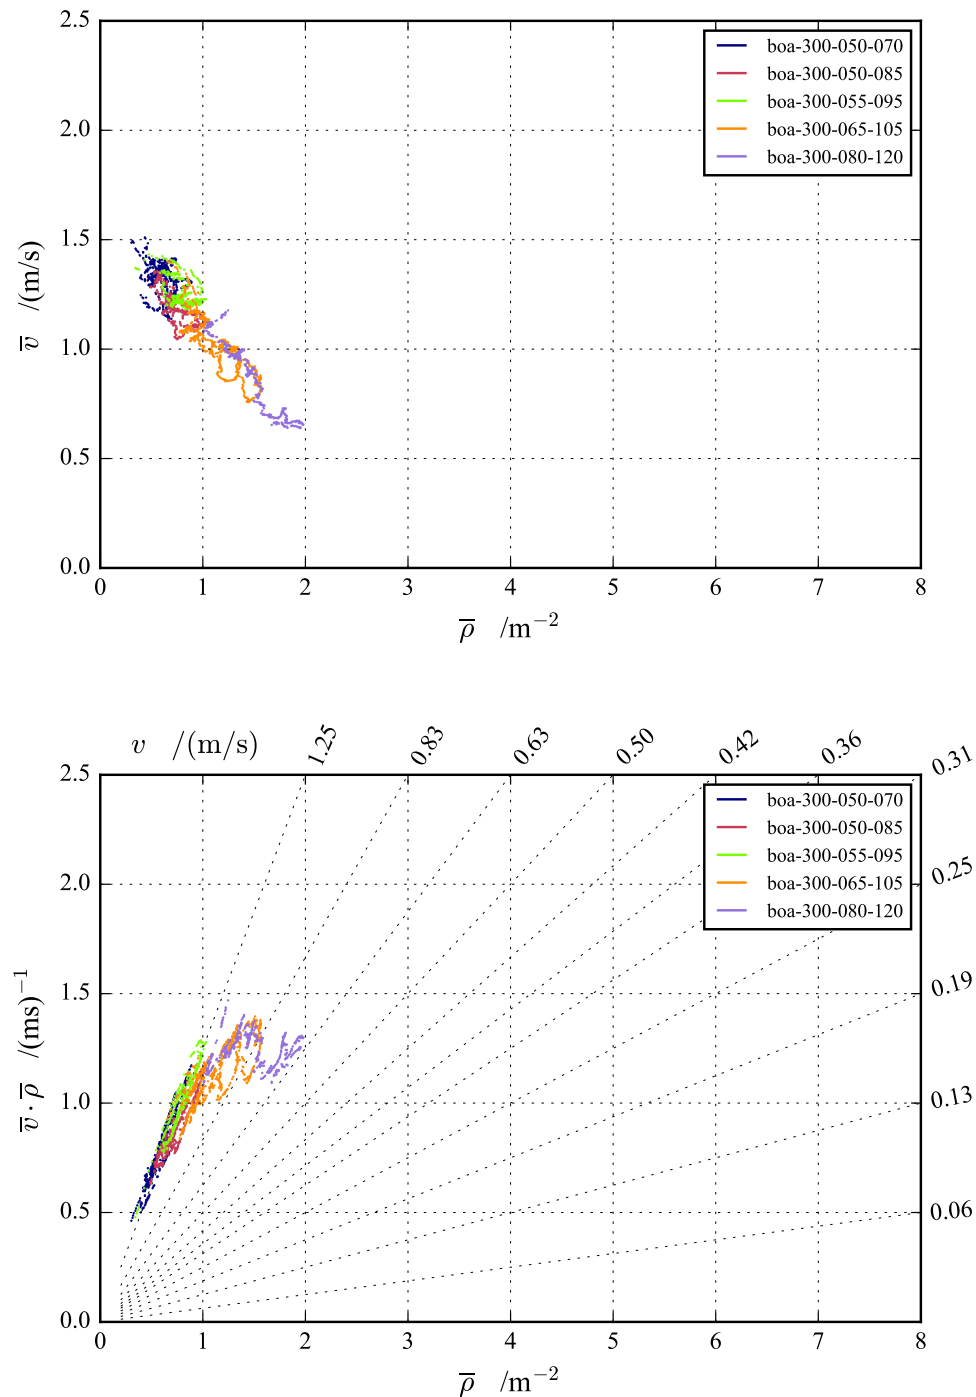 2.5
2.0
1.5
1.0
0.5
0.0
v̅ /(m/s)
boa-300-050-070
boa-300-050-085
boa-300-055-095
boa-300-065-105
boa-300-080-120
0 1 2 3 4 5 6 7 8
ρ̅ /m⁻²
v /(m/s) 1.25 0.83 0.63 0.50 0.42 0.36 0.31
2.5
2.0
1.5
1.0
0.5
0.0
v̅ · ρ̅ /(ms)⁻¹
boa-300-050-070
boa-300-050-085
boa-300-055-095
boa-300-065-105
boa-300-080-120
0.25
0.19
0.13
0.06
0 1 2 3 4 5 6 7 8
ρ̅ /m⁻²